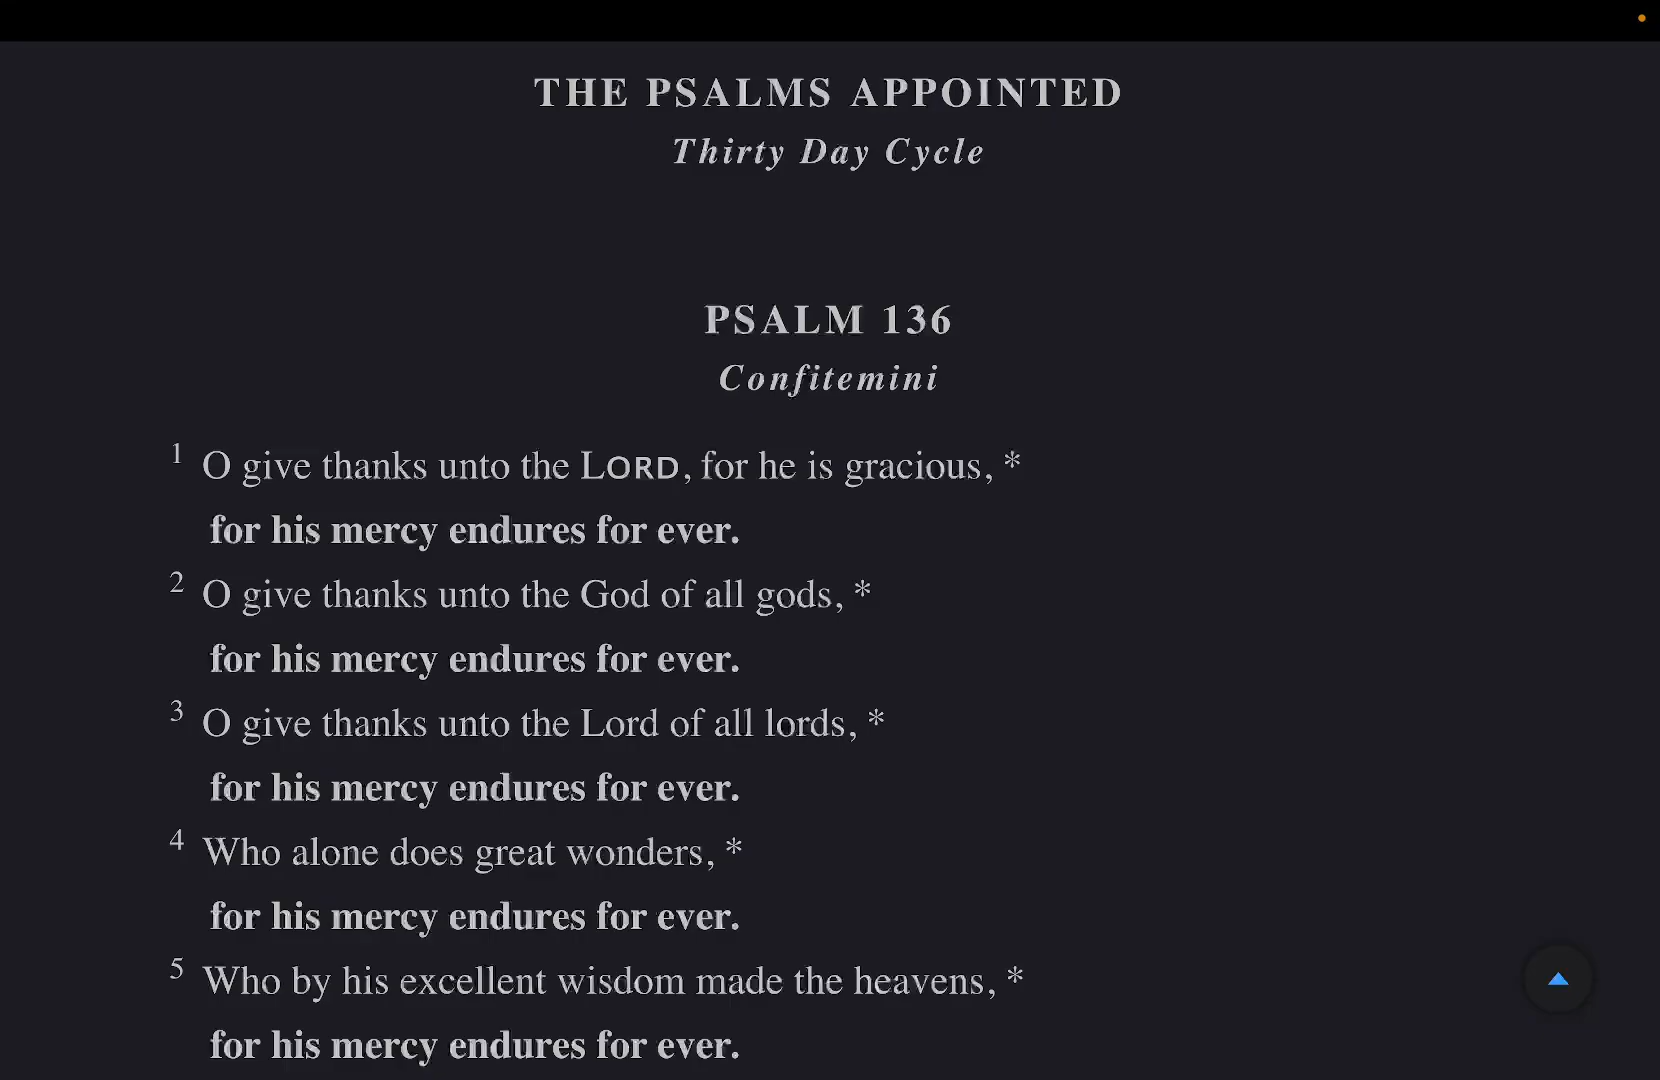 THE PSALMS APPOINTED
Thirty Day Cycle
PSALM 136
Confitemini
1 O give thanks unto the LORD, for he is gracious, *
for his mercy endures for ever.
2 O give thanks unto the God of all gods, *
for his mercy endures for ever.
3 O give thanks unto the Lord of all lords, *
for his mercy endures for ever.
4 Who alone does great wonders, *
for his mercy endures for ever.
5 Who by his excellent wisdom made the heavens, *
for his mercy endures for ever.